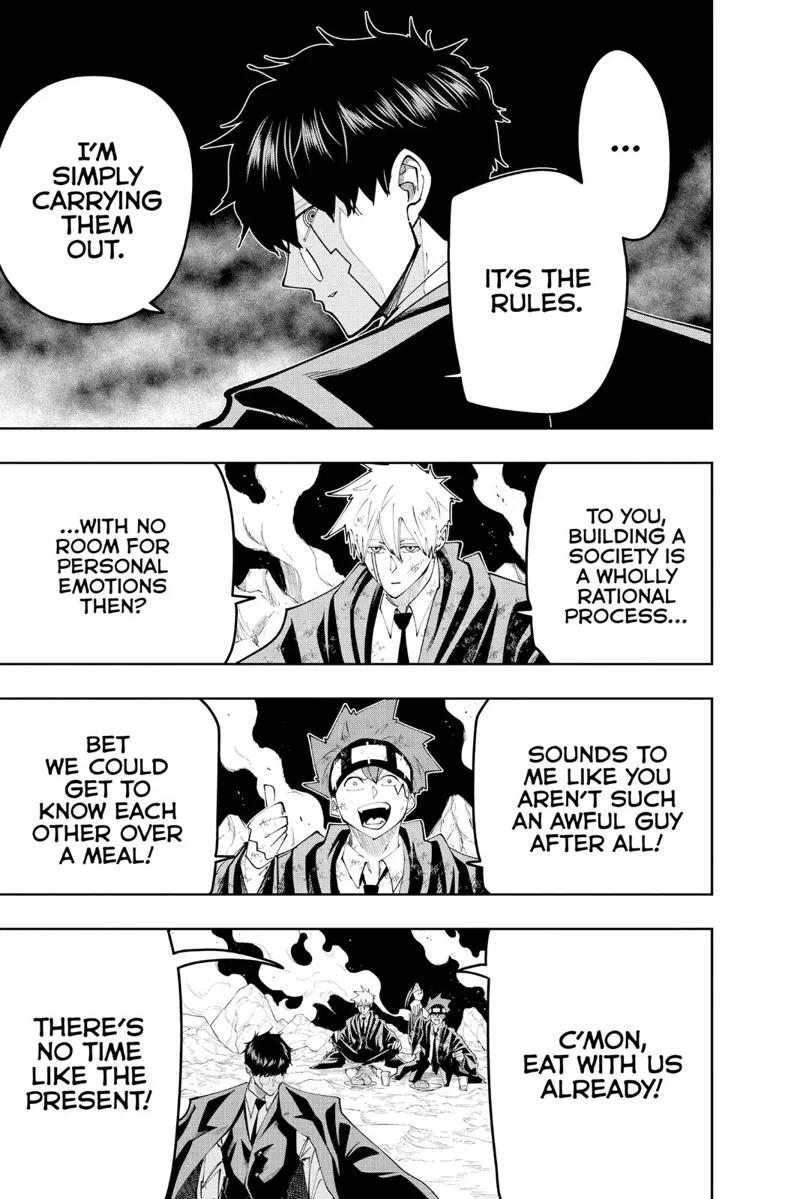 ...
IT'S THE
RULES.
I'M
SIMPLY
CARRYING
THEM
OUT.
TO YOU,
BUILDING A
SOCIETY IS
A WHOLLY
RATIONAL
PROCESS...
...WITH NO
ROOM FOR
PERSONAL
EMOTIONS
THEN?
SOUNDS TO
ME LIKE YOU
AREN'T SUCH
AN AWFUL GUY
AFTER ALL!
BET
WE COULD
GET TO
KNOW EACH
OTHER OVER
A MEAL!
C'MON,
EAT WITH US
ALREADY!
THERE'S
NO TIME
LIKE THE
PRESENT!